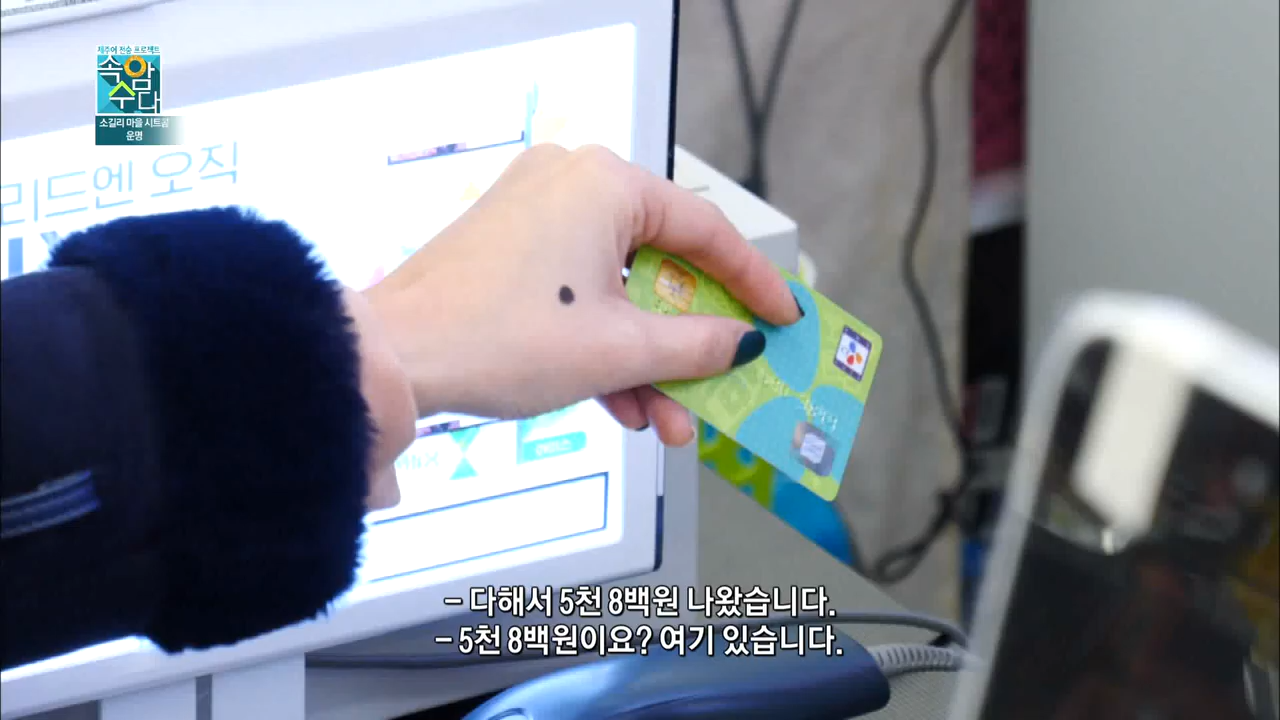 제주어 전승 프로젝트
속암
수다
소길리 마을 시트콤
운명
리드엔 오직
- 다해서 5천 8백원 나왔습니다.
- 5천 8백원이요? 여기 있습니다.